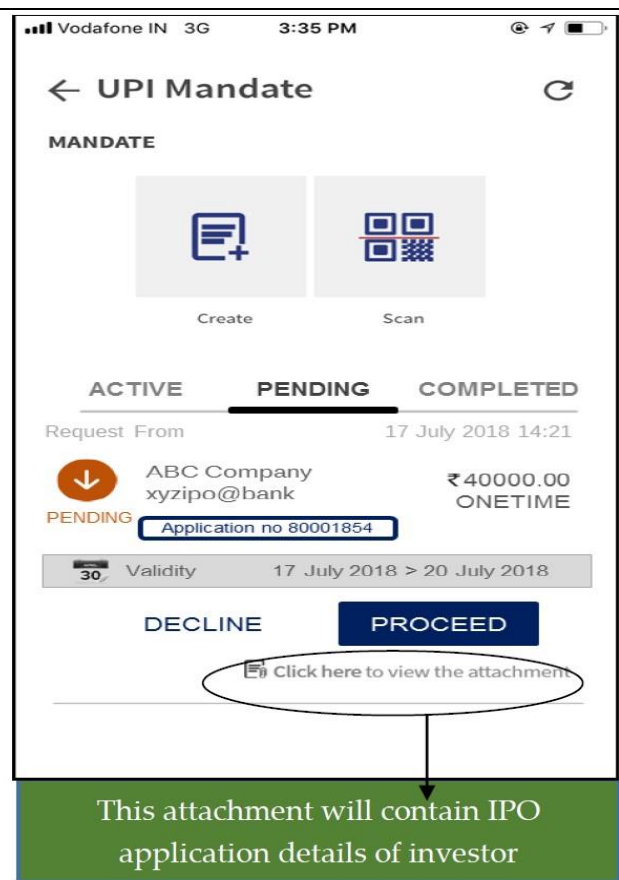 Vodafone IN 3G 3:35 PM
← UPI Mandate
MANDATE
Create Scan
ACTIVE PENDING COMPLETED
Request From 17 July 2018 14:21
ABC Company ₹40000.00
xyzipo@bank ONETIME
PENDING
Application no 80001854
30 Validity 17 July 2018 > 20 July 2018
DECLINE PROCEED
Click here to view the attachment
This attachment will contain IPO
application details of investor